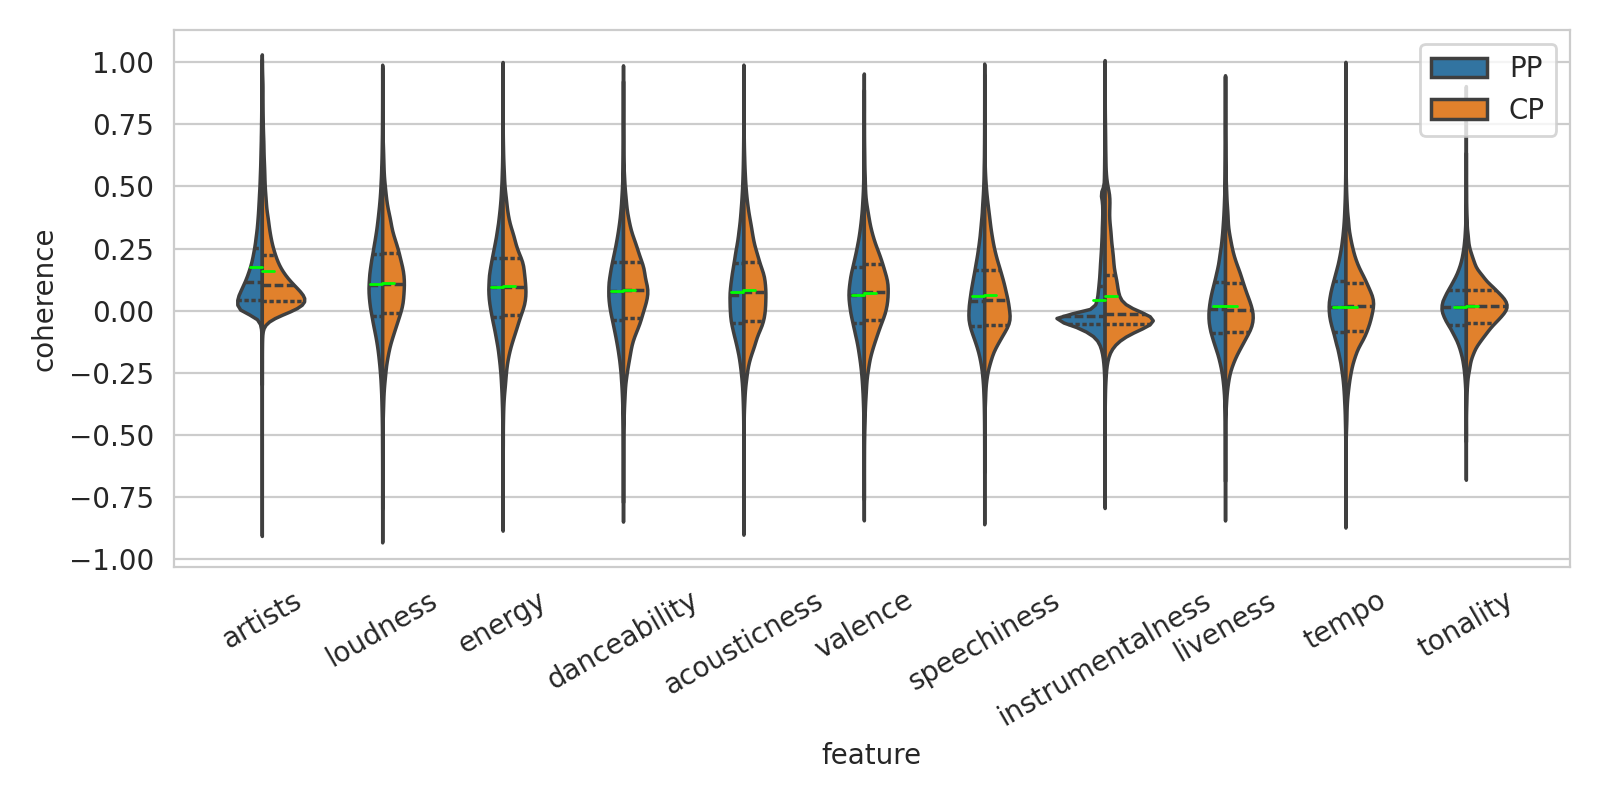 PP
CP
1.00
0.75
0.50
0.25
0.00
−0.25
−0.50
−0.75
−1.00
coherence
artists
loudness
energy
danceability
acousticness
valence
speechiness
instrumentalness
liveness
tempo
tonality
feature